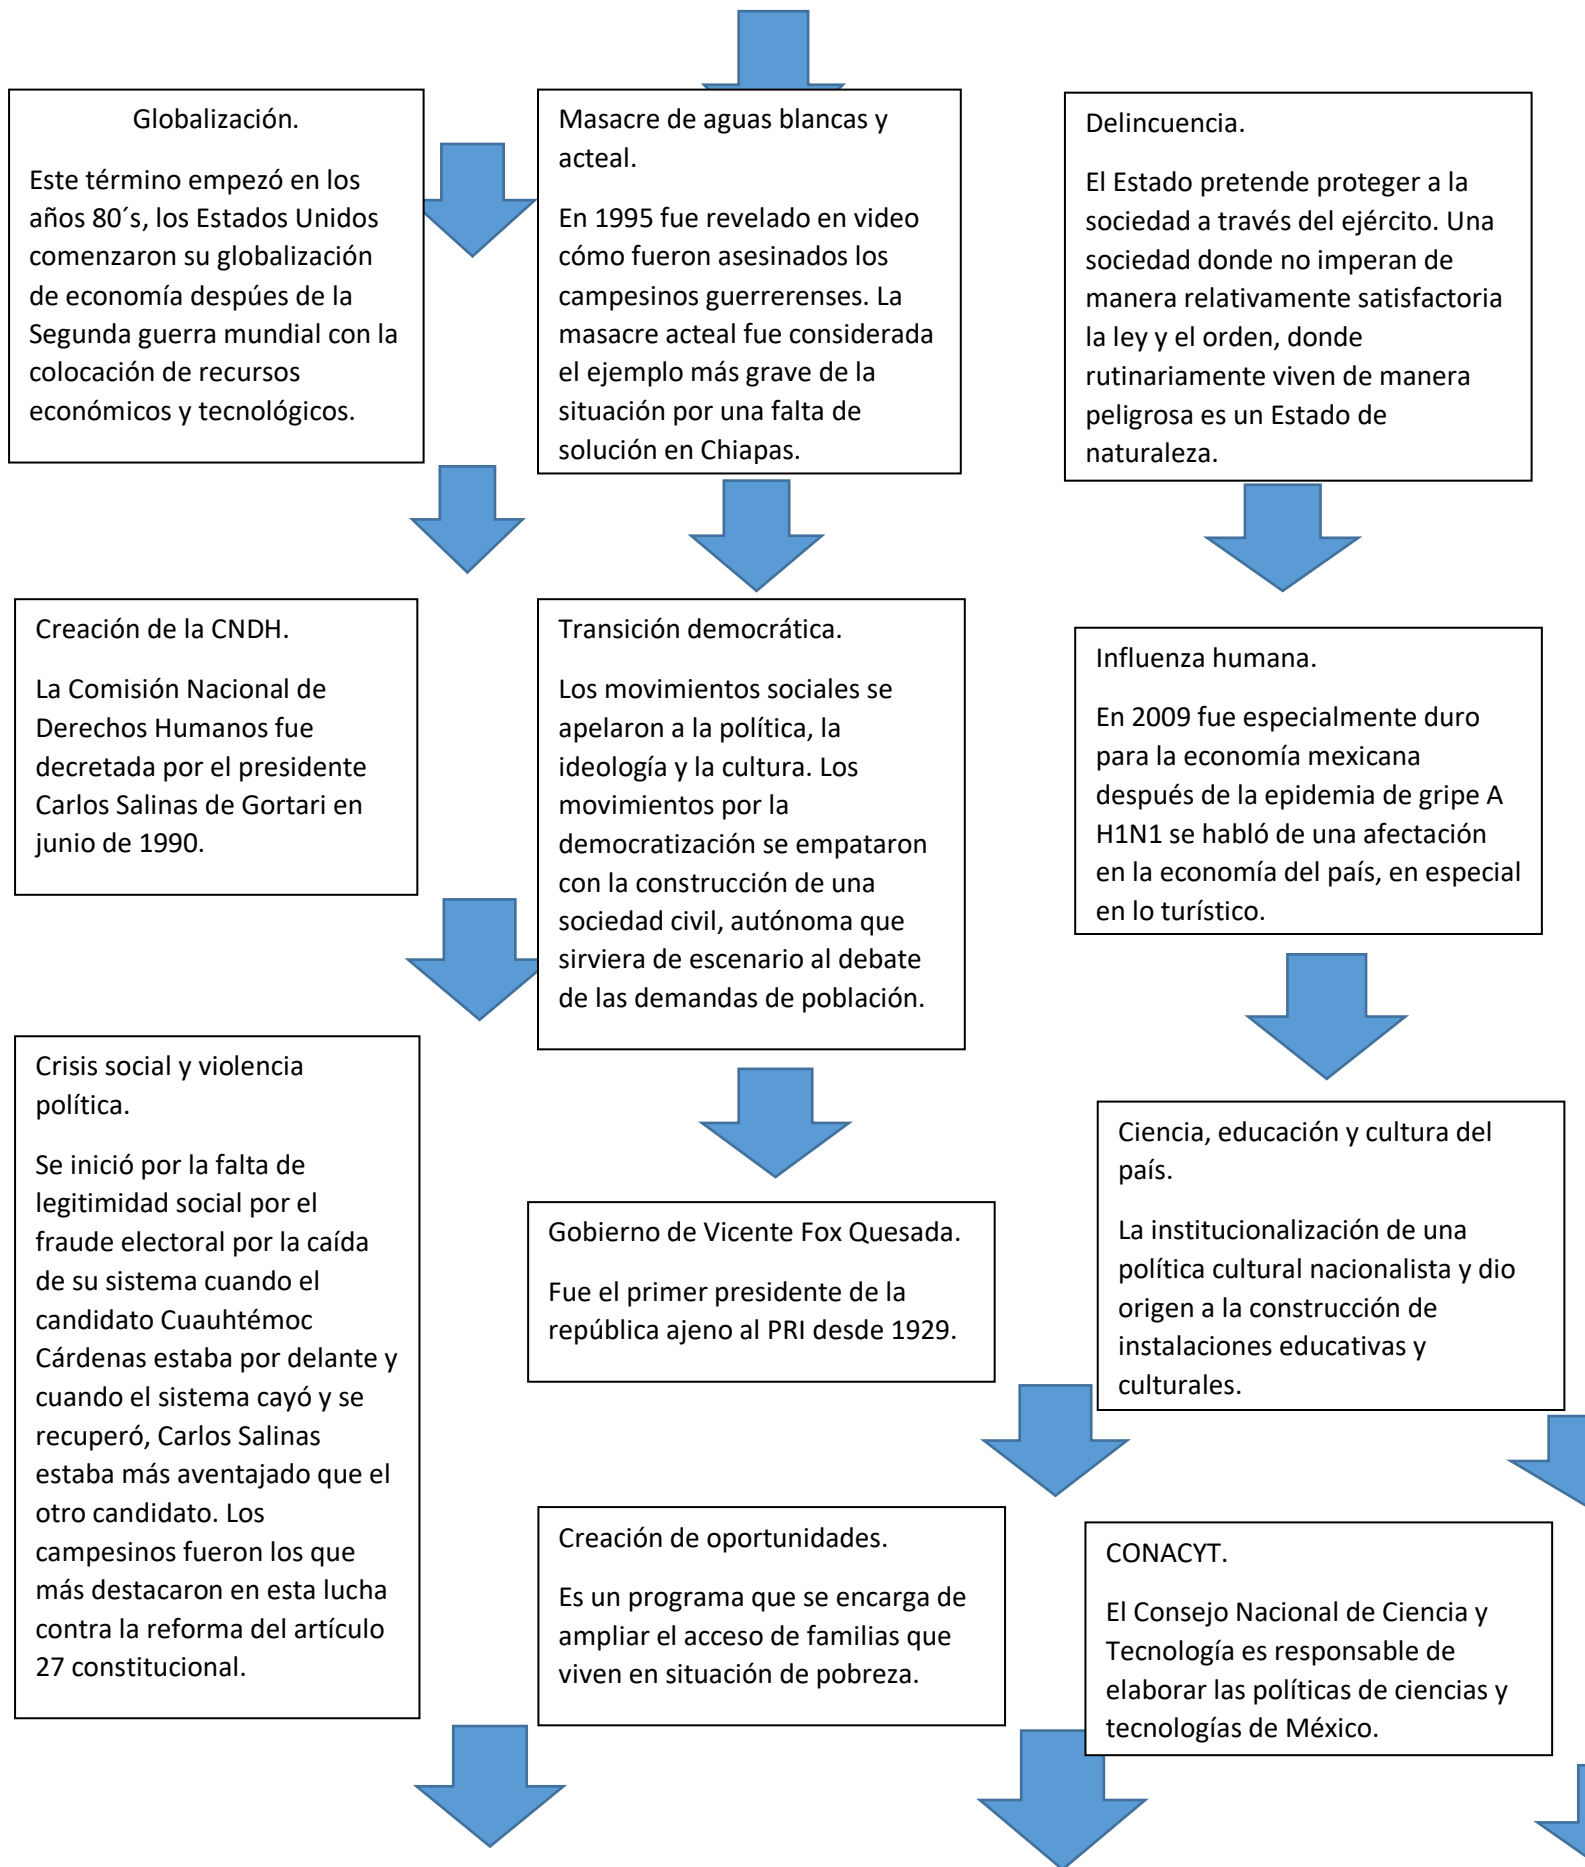 Globalización.
Este término empezó en los
años 80´s, los Estados Unidos
comenzaron su globalización
de economía despúes de la
Segunda guerra mundial con la
colocación de recursos
económicos y tecnológicos.
Creación de la CNDH.
La Comisión Nacional de
Derechos Humanos fue
decretada por el presidente
Carlos Salinas de Gortari en
junio de 1990.
Crisis social y violencia
política.
Se inició por la falta de
legitimidad social por el
fraude electoral por la caída
de su sistema cuando el
candidato Cuauhtémoc
Cárdenas estaba por delante y
cuando el sistema cayó y se
recuperó, Carlos Salinas
estaba más aventajado que el
otro candidato. Los
campesinos fueron los que
más destacaron en esta lucha
contra la reforma del artículo
27 constitucional.
Masacre de aguas blancas y
acteal.
En 1995 fue revelado en video
cómo fueron asesinados los
campesinos guerrerenses. La
masacre acteal fue considerada
el ejemplo más grave de la
situación por una falta de
solución en Chiapas.
Transición democrática.
Los movimientos sociales se
apelaron a la política, la
ideología y la cultura. Los
movimientos por la
democratización se empataron
con la construcción de una
sociedad civil, autónoma que
sirviera de escenario al debate
de las demandas de población.
Gobierno de Vicente Fox Quesada.
Fue el primer presidente de la
república ajeno al PRI desde 1929.
Creación de oportunidades.
Es un programa que se encarga de
ampliar el acceso de familias que
viven en situación de pobreza.
Delincuencia.
El Estado pretende proteger a la
sociedad a través del ejército. Una
sociedad donde no imperan de
manera relativamente satisfactoria
la ley y el orden, donde
rutinariamente viven de manera
peligrosa es un Estado de
naturaleza.
Influenza humana.
En 2009 fue especialmente duro
para la economía mexicana
después de la epidemia de gripe A
H1N1 se habló de una afectación
en la economía del país, en especial
en lo turístico.
Ciencia, educación y cultura del
país.
La institucionalización de una
política cultural nacionalista y dio
origen a la construcción de
instalaciones educativas y
culturales.
CONACYT.
El Consejo Nacional de Ciencia y
Tecnología es responsable de
elaborar las políticas de ciencias y
tecnologías de México.